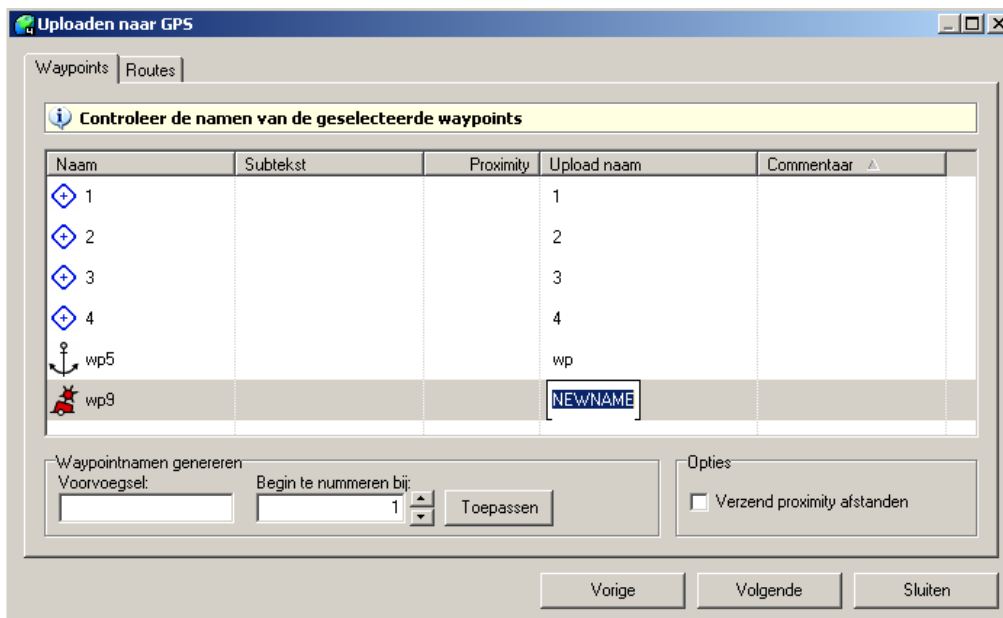 Uploaden naar GPS
Waypoints Routes
Controleer de namen van de geselecteerde waypoints
Naam Subtekst Proximity Upload naam Commentaar
1 1
2 2
3 3
4 4
wp5 wp
wp9 NEWNAME
Waypointnamen genereren
Voorvoegsel: Begin te nummeren bij:
1 Toepassen
Opties
Verzend proximity afstanden
Vorige Volgende Sluiten